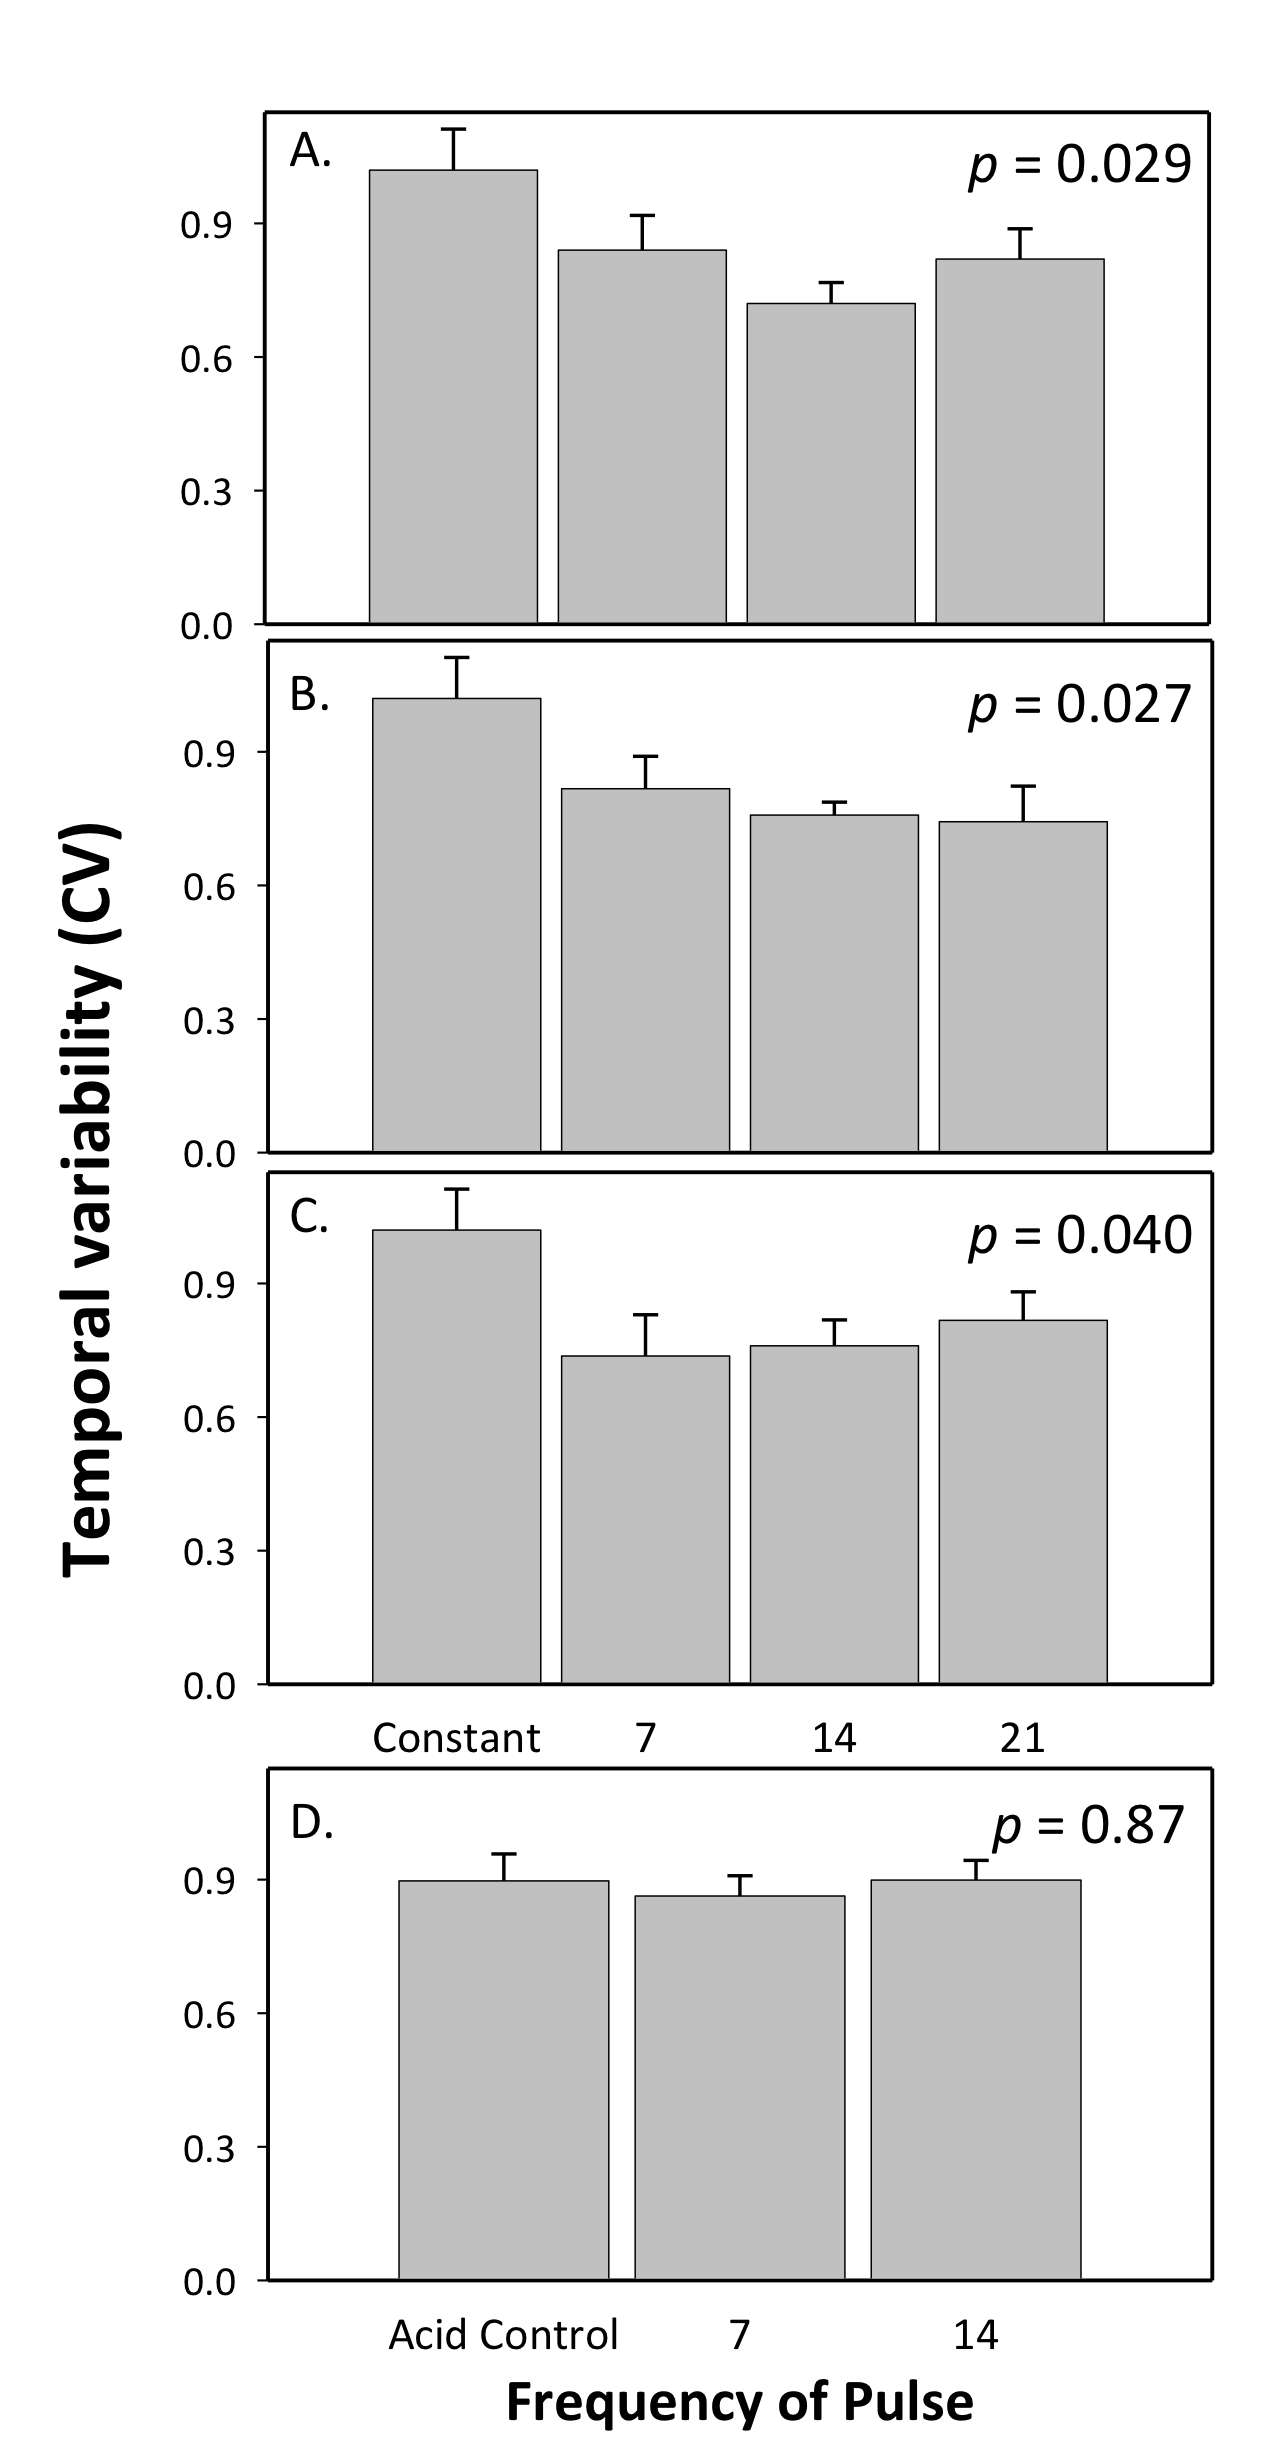 Temporal variability (CV)
A.
p = 0.029
0.9
0.6
0.3
0.0
B.
p = 0.027
0.9
0.6
0.3
0.0
C.
p = 0.040
0.9
0.6
0.3
0.0
Constant 7 14 21
D.
p = 0.87
0.9
0.6
0.3
0.0
Acid Control 7 14
Frequency of Pulse